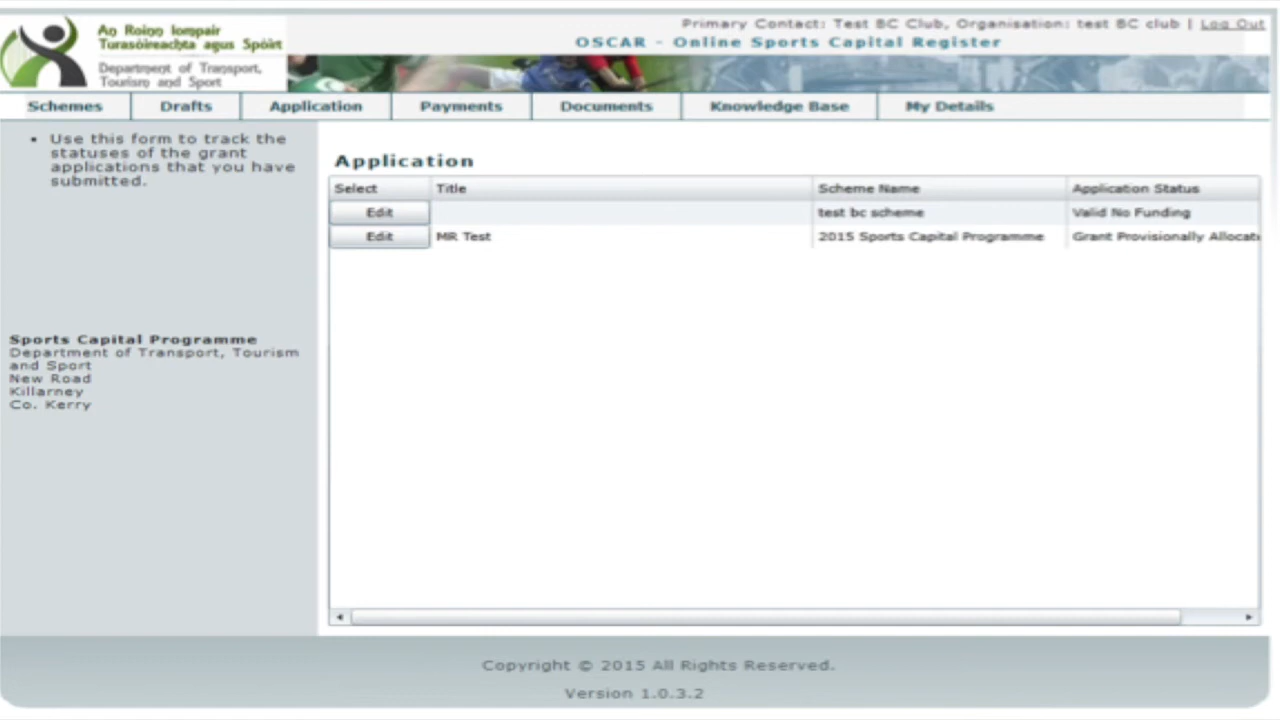 An Roinn Iompair
Turasóireachta agus Spóirt
Department of Transport,
Tourism and Sport
Primary Contact: Test BC Club, Organisation: test BC club | Log Out
OSCAR - Online Sports Capital Register
Schemes Drafts Application Payments Documents Knowledge Base My Details
• Use this form to track the
statuses of the grant
applications that you have
submitted.
Sports Capital Programme
Department of Transport, Tourism
and Sport
New Road
Killarney
Co. Kerry
Application
Select Title Scheme Name Application Status
Edit test bc scheme Valid No Funding
Edit MR Test 2015 Sports Capital Programme Grant Provisionally Allocat
Copyright © 2015 All Rights Reserved.
Version 1.0.3.2